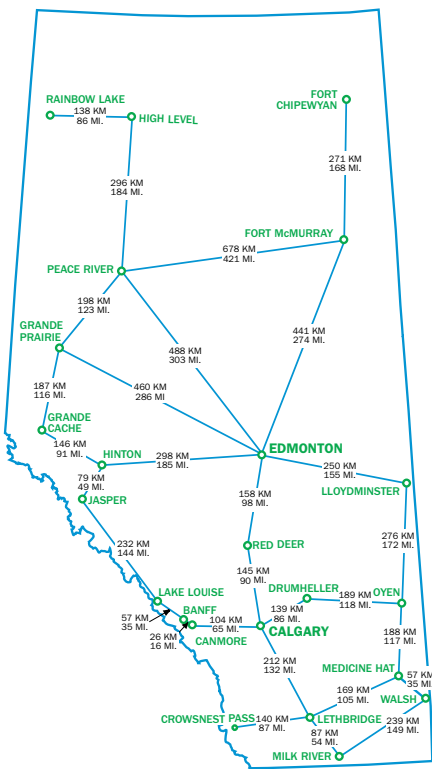 RAINBOW LAKE
138 KM
86 MI.
HIGH LEVEL
FORT
CHIPEWYAN
271 KM
168 MI.
296 KM
184 MI.
FORT McMURRAY
678 KM
421 MI.
PEACE RIVER
198 KM
123 MI.
GRANDE
PRAIRIE
488 KM
303 MI.
441 KM
274 MI.
187 KM
116 MI.
460 KM
286 MI
GRANDE
CACHE
146 KM
91 MI.
HINTON
298 KM
185 MI.
EDMONTON
250 KM
155 MI.
LLOYDMINSTER
79 KM
49 MI.
JASPER
158 KM
98 MI.
232 KM
144 MI.
RED DEER
276 KM
172 MI.
145 KM
90 MI.
LAKE LOUISE
DRUMHELLER
189 KM
118 MI.
OYEN
139 KM
86 MI.
57 KM
35 MI.
BANFF
104 KM
65 MI.
CALGARY
26 KM
16 MI.
CANMORE
188 KM
117 MI.
212 KM
132 MI.
MEDICINE HAT
57 KM
35 MI.
169 KM
105 MI.
WALSH
CROWSNEST PASS
140 KM
87 MI.
LETHBRIDGE
239 KM
149 MI.
87 KM
54 MI.
MILK RIVER